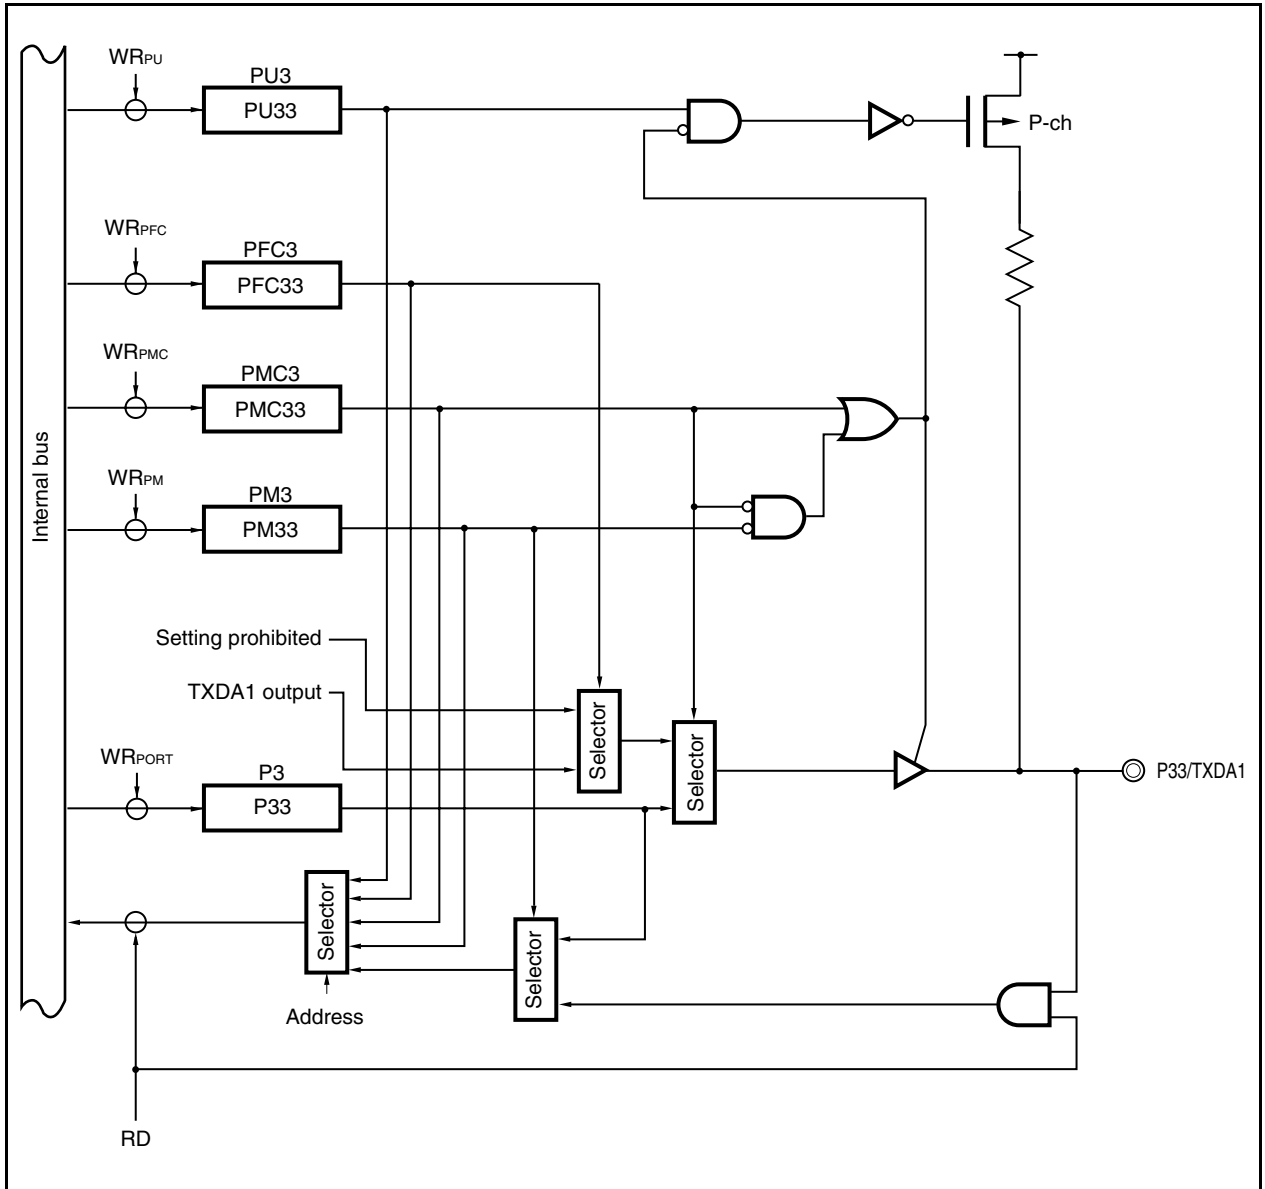 WRPU
PU3
PU33
P-ch
WRPFC
PFC3
PFC33
WRPMC
PMC3
PMC33
Internal bus
WRPM
PM3
PM33
Setting prohibited
TXDA1 output
Selector
Selector
WRPORT
P3
P33
P33/TXDA1
Selector
Selector
Address
RD